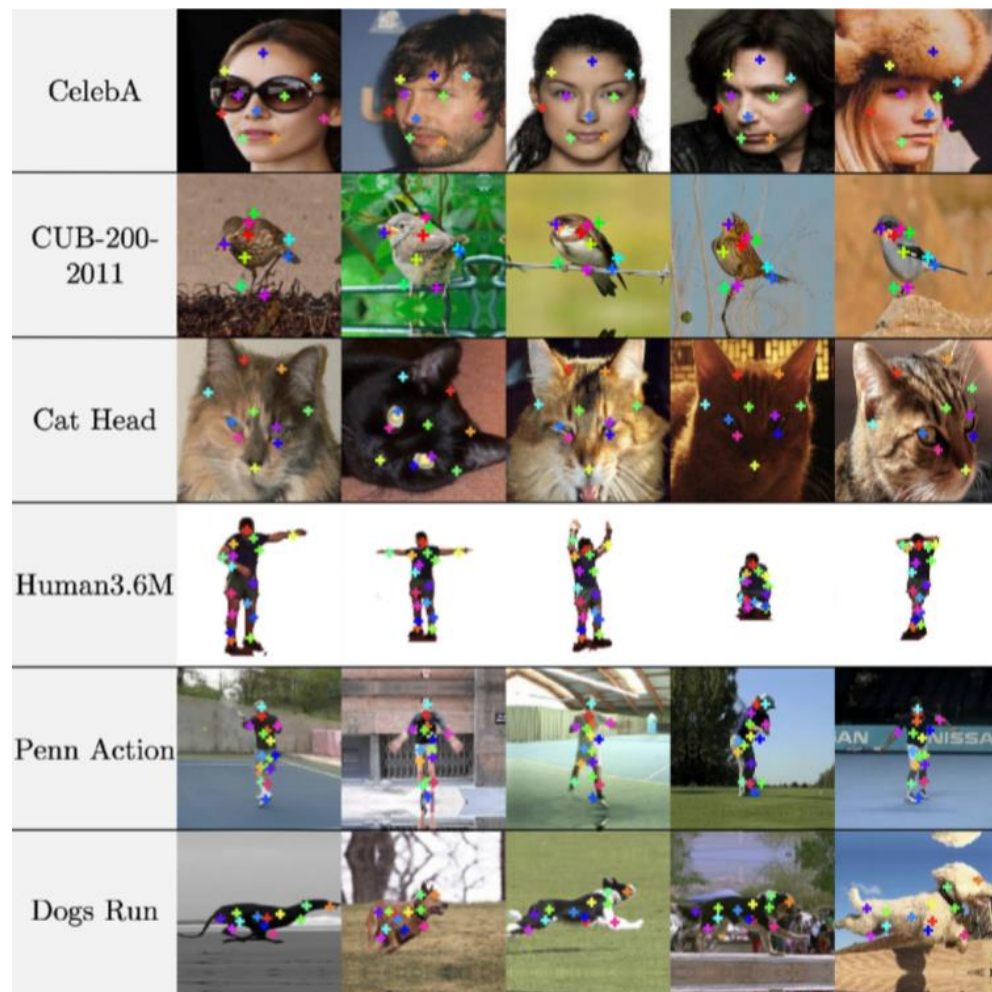 CelebA
CUB-200-
2011
Cat Head
Human3.6M
Penn Action
AN
NISSA
Dogs Run